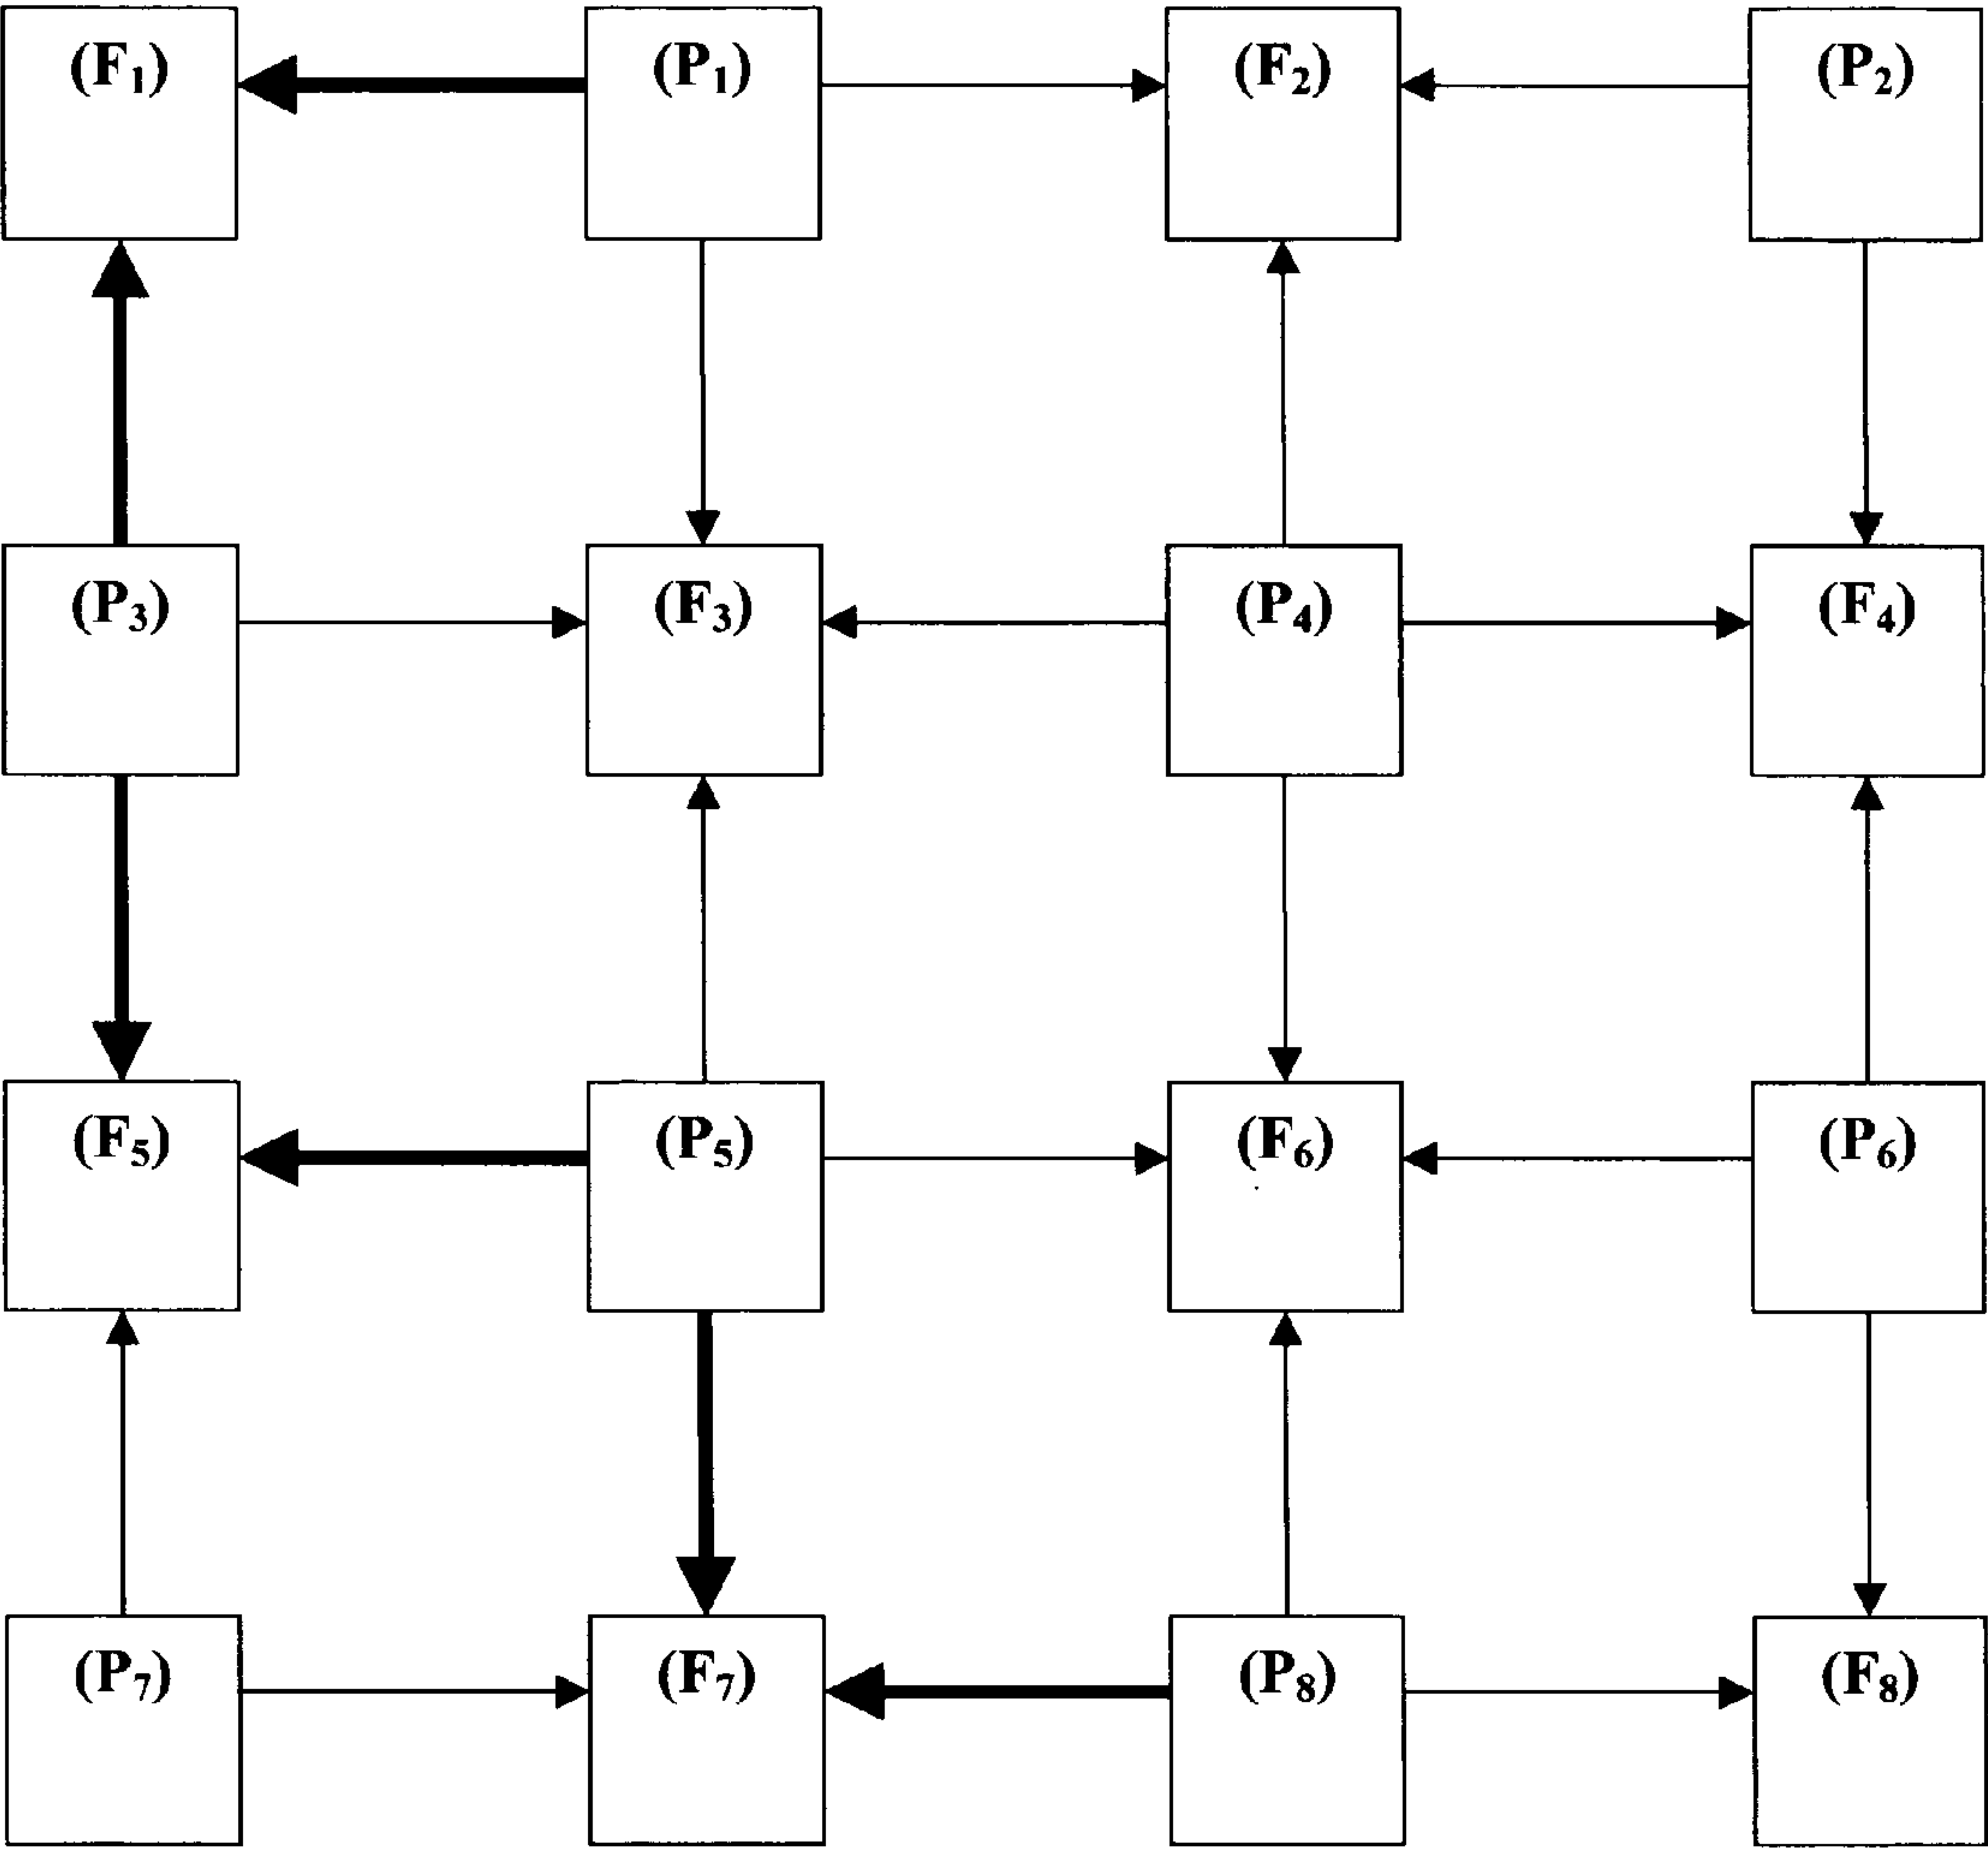 (F₁) (P₁) (F₂) (P₂)
(P₃) (F₃) (P₄) (F₄)
(F₅) (P₅) (F₆) (P₆)
(P₇) (F₇) (P₈) (F₈)